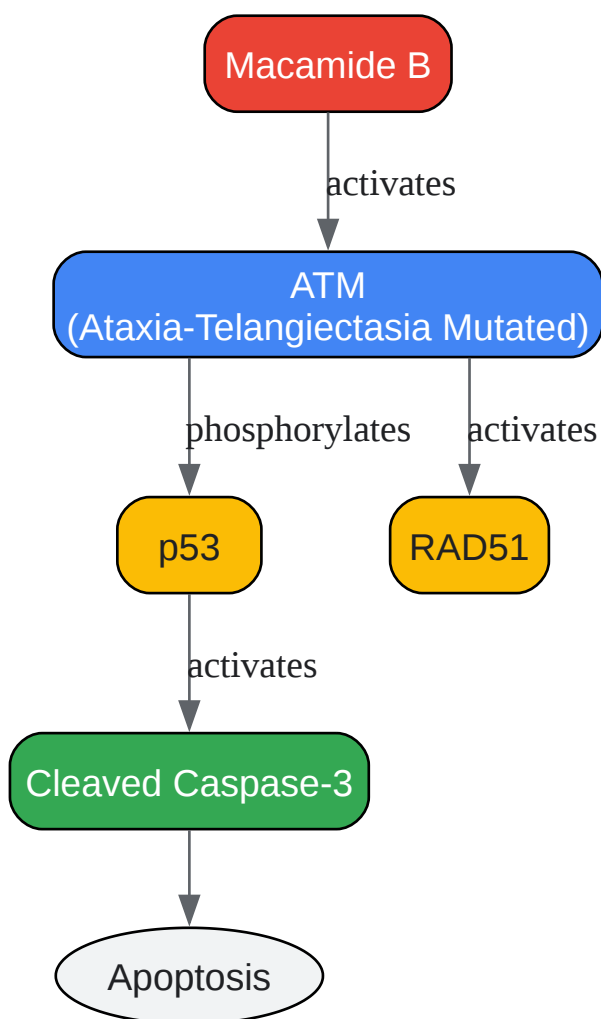 Macamide B
activates
ATM
(Ataxia-Telangiectasia Mutated)
phosphorylates
activates
p53
RAD51
activates
Cleaved Caspase-3
Apoptosis